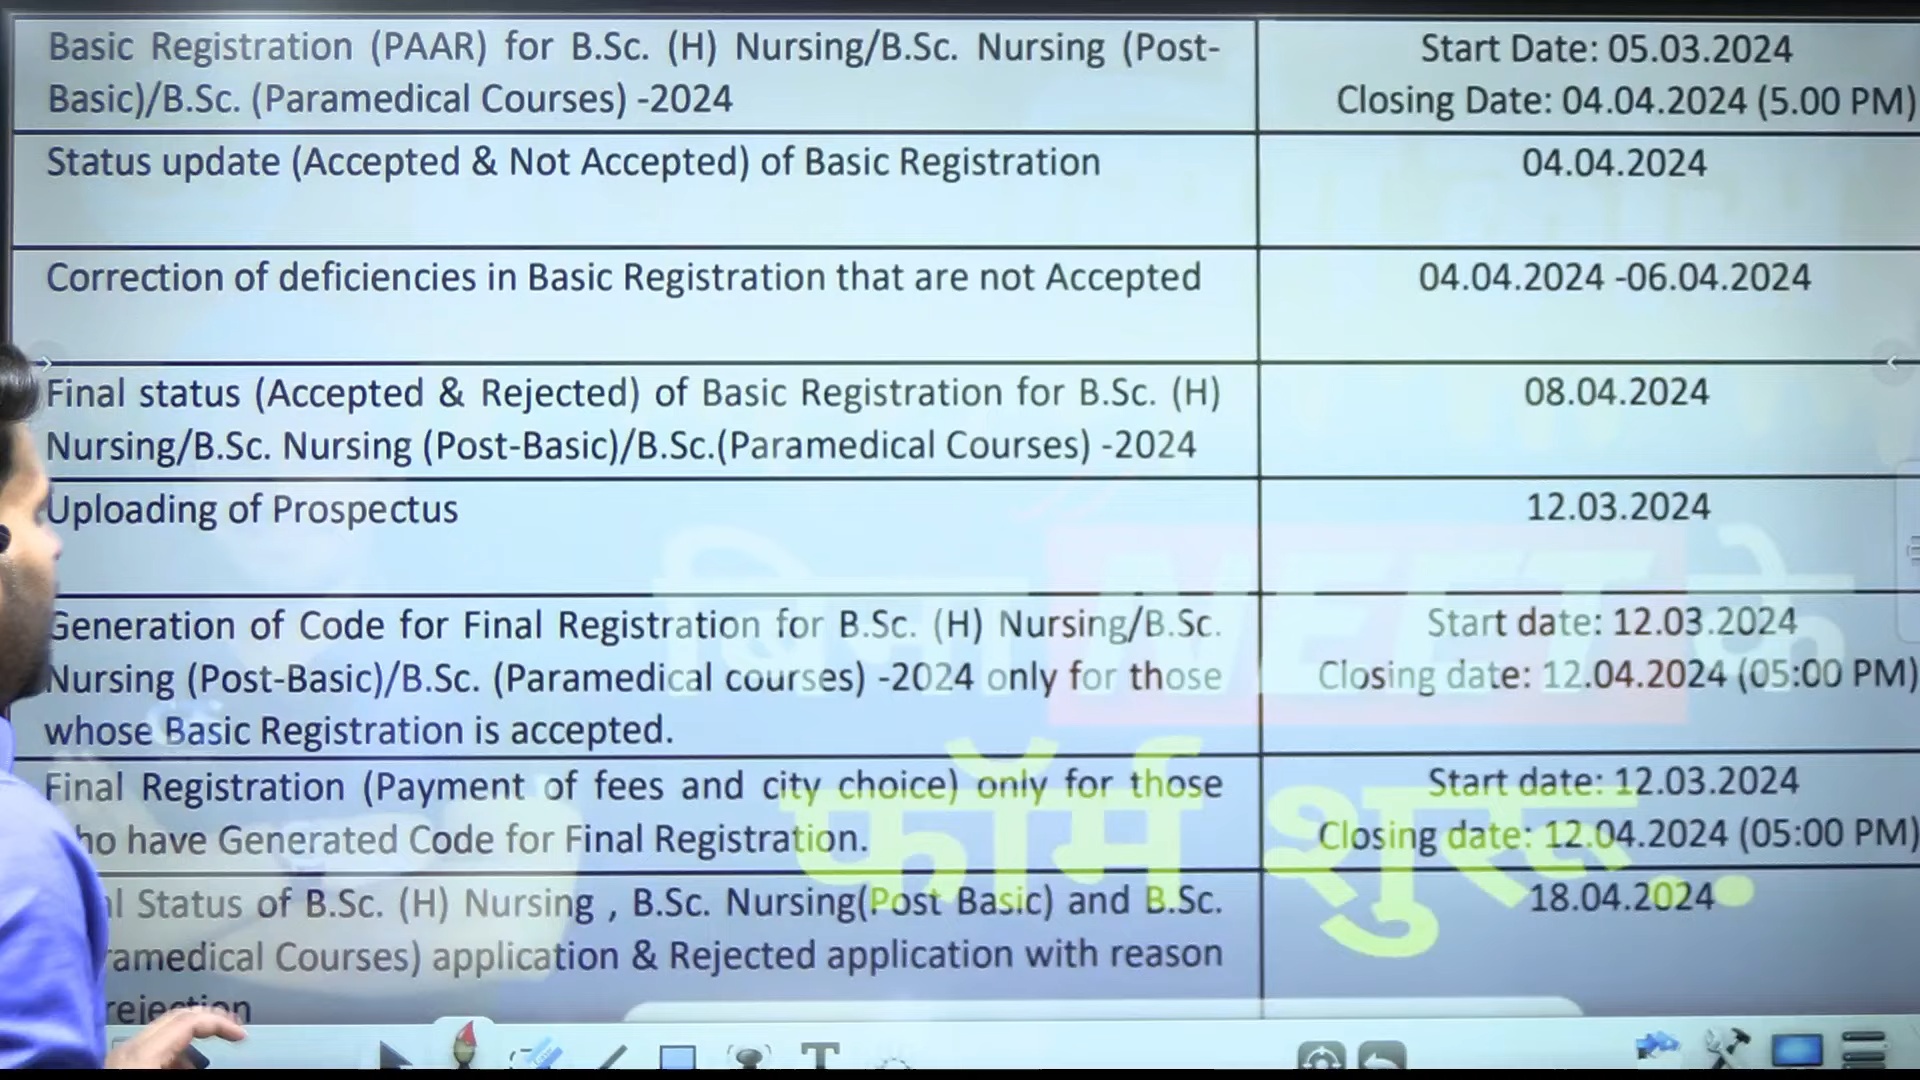 Basic Registration (PAAR) for B.Sc. (H) Nursing/B.Sc. Nursing (Post-
Basic)/B.Sc. (Paramedical Courses) -2024
Start Date: 05.03.2024
Closing Date: 04.04.2024 (5.00 PM)
Status update (Accepted & Not Accepted) of Basic Registration
04.04.2024
Correction of deficiencies in Basic Registration that are not Accepted
04.04.2024 -06.04.2024
Final status (Accepted & Rejected) of Basic Registration for B.Sc. (H)
Nursing/B.Sc. Nursing (Post-Basic)/B.Sc.(Paramedical Courses) -2024
08.04.2024
Uploading of Prospectus
12.03.2024
Generation of Code for Final Registration for B.Sc. (H) Nursing/B.Sc.
Nursing (Post-Basic)/B.Sc. (Paramedical courses) -2024 only for those
whose Basic Registration is accepted.
Start date: 12.03.2024
Closing date: 12.04.2024 (05:00 PM)
Final Registration (Payment of fees and city choice) only for those
ho have Generated Code for Final Registration.
Start date: 12.03.2024
Closing date: 12.04.2024 (05:00 PM)
l Status of B.Sc. (H) Nursing , B.Sc. Nursing(Post Basic) and B.Sc.
amedical Courses) application & Rejected application with reason
rejection
18.04.2024
बिना NEET के
फॉर्म शुरू..